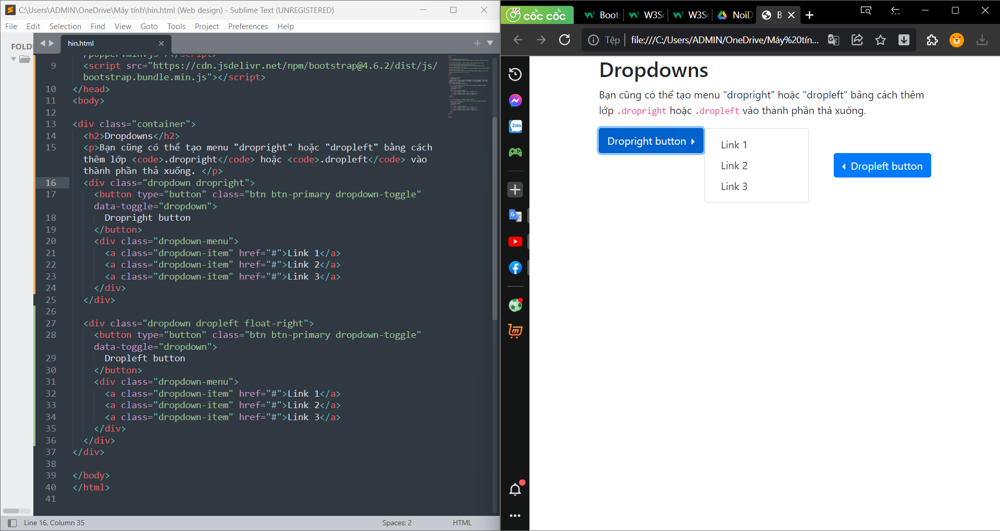 C:\Users\ADMIN\OneDrive\Máy tính\hin.html (Web design) - Sublime Text (UNREGISTERED)
File Edit Selection Find View Goto Tools Project Preferences Help
FOLD
hin.html
/popper.min.js"></script>
9 <script src="https://cdn.jsdelivr.net/npm/bootstrap@4.6.2/dist/js/
bootstrap.bundle.min.js"></script>
10 </head>
11 <body>
12
13 <div class="container">
14 <h2>Dropdowns</h2>
15 <p>Bạn cũng có thể tạo menu "dropright" hoặc "dropleft" bằng cách
thêm lớp <code>.dropright</code> hoặc <code>.dropleft</code> vào
thành phần thả xuống. </p>
16 <div class="dropdown dropright">
17 <button type="button" class="btn btn-primary dropdown-toggle"
data-toggle="dropdown">
18 Dropright button
19 </button>
20 <div class="dropdown-menu">
21 <a class="dropdown-item" href="#">Link 1</a>
22 <a class="dropdown-item" href="#">Link 2</a>
23 <a class="dropdown-item" href="#">Link 3</a>
24 </div>
25 </div>
26
27 <div class="dropdown dropleft float-right">
28 <button type="button" class="btn btn-primary dropdown-toggle"
data-toggle="dropdown">
29 Dropleft button
30 </button>
31 <div class="dropdown-menu">
32 <a class="dropdown-item" href="#">Link 1</a>
33 <a class="dropdown-item" href="#">Link 2</a>
34 <a class="dropdown-item" href="#">Link 3</a>
35 </div>
36 </div>
37 </div>
38
39 </body>
40 </html>
41
Line 16, Column 35 Spaces: 2 HTML
cốc cốc Boots W3Sc W3Sc NoiD B
Tệp file:///C:/Users/ADMIN/OneDrive/Máy%20tín...
Zalo
Dropdowns
Bạn cũng có thể tạo menu "dropright" hoặc "dropleft" bằng cách thêm
lớp .dropright hoặc .dropleft vào thành phần thả xuống.
Dropright button
Link 1
Link 2
Link 3
Dropleft button